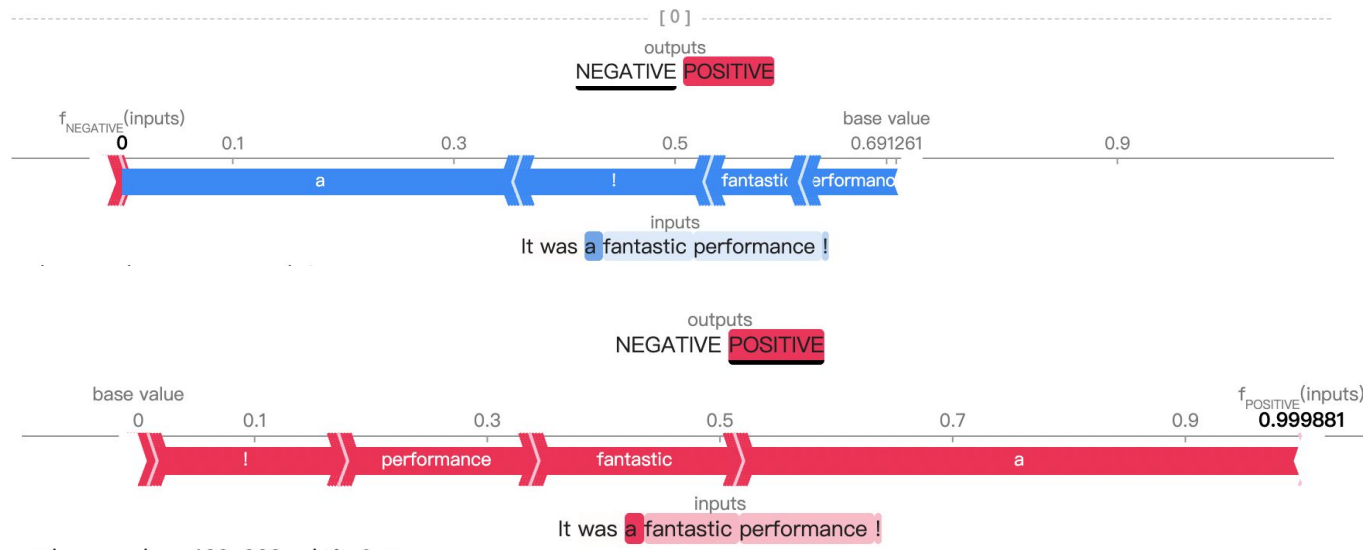 [ 0 ]
outputs
NEGATIVE POSITIVE
f NEGATIVE (inputs) base value
0 0.1 0.3 0.5 0.691261 0.9
a ! fantastic erformanc
inputs
It was a fantastic performance !
outputs
NEGATIVE POSITIVE
base value f POSITIVE (inputs)
0 0.1 0.3 0.5 0.7 0.9 0.999881
! performance fantastic a
inputs
It was a fantastic performance !